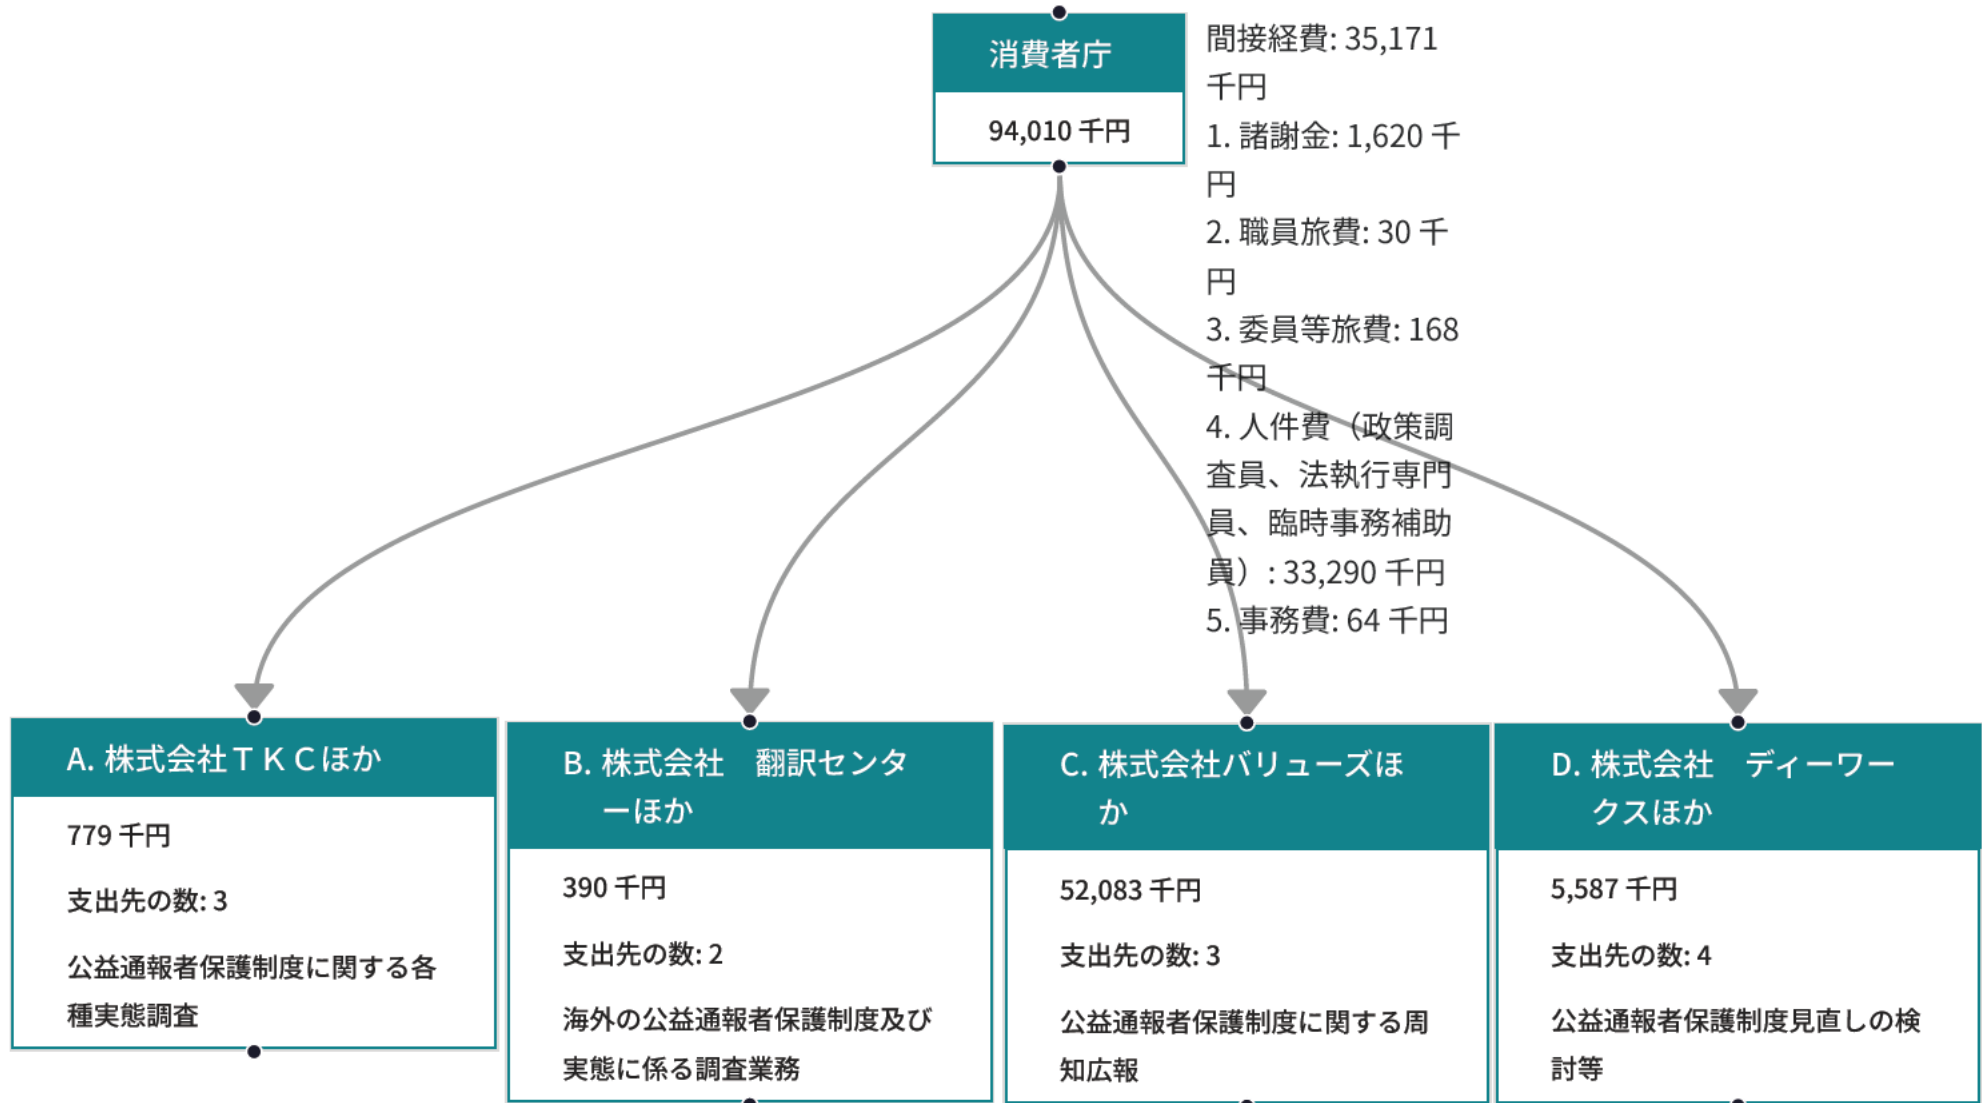 消費者庁
94,010 千円
間接経費: 35,171
千円
1. 諸謝金: 1,620 千
円
2. 職員旅費: 30 千
円
3. 委員等旅費: 168
千円
4. 人件費（政策調
査員、法執行専門
員、臨時事務補助
員）: 33,290 千円
5. 事務費: 64 千円
A. 株式会社ＴＫＣほか
779 千円
支出先の数: 3
公益通報者保護制度に関する各
種実態調査
B. 株式会社　翻訳センタ
ーほか
390 千円
支出先の数: 2
海外の公益通報者保護制度及び
実態に係る調査業務
C. 株式会社バリューズほ
か
52,083 千円
支出先の数: 3
公益通報者保護制度に関する周
知広報
D. 株式会社　ディーワー
クスほか
5,587 千円
支出先の数: 4
公益通報者保護制度見直しの検
討等